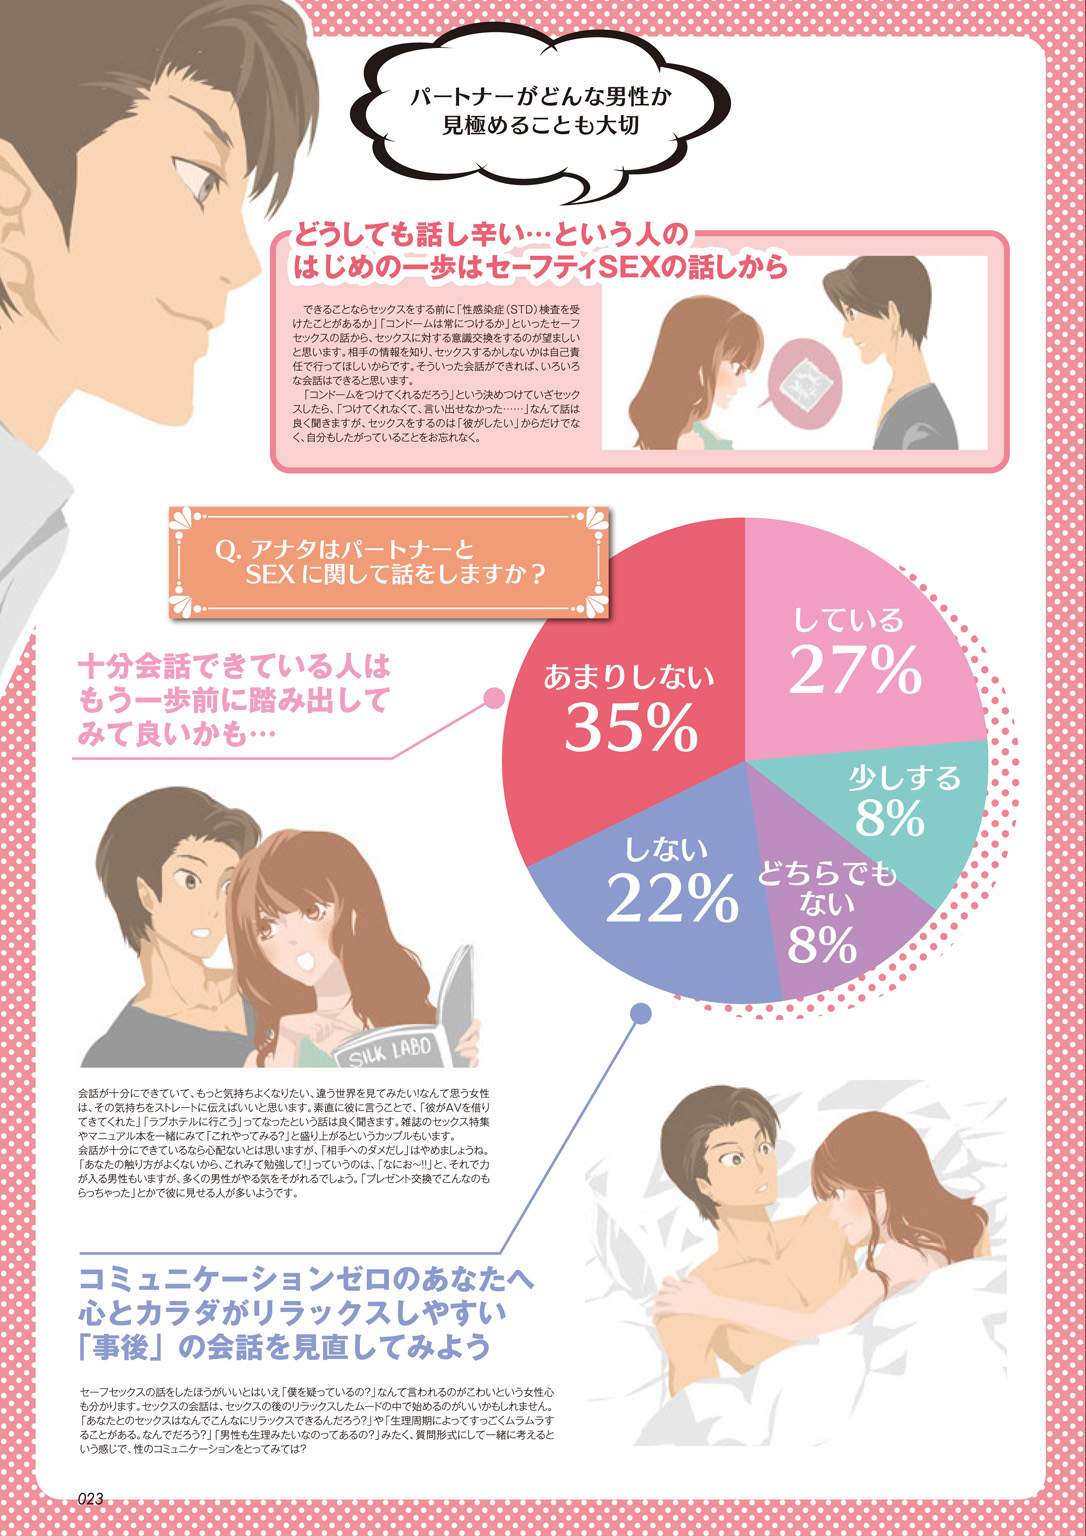 パートナーがどんな男性か
見極めることも大切
どうしても話し辛い…という人の
はじめの一歩はセーフティSEXの話しから
できることならセックスをする前に「性感染症（STD）検査を受
けたことがあるか」「コンドームは常につけるか」といったセーフ
セックスの話から、セックスに対する意識交換をするのが望ましい
と思います。相手の情報を知り、セックスするかしないかは自己責
任で行ってほしいからです。そういった会話ができれば、いろいろ
な会話はできると思います。
「コンドームをつけてくれるだろう」という決めつけていざセック
スしたら、「つけてくれなくて、言い出せなかった……」なんて話は
良く聞きますが、セックスをするのは「彼がしたい」からだけでな
く、自分もしたがっていることをお忘れなく。
Q. アナタはパートナーと
SEX に関して話をしますか？
している
27%
少しする
8%
どちらでも
ない
8%
しない
22%
あまりしない
35%
十分会話できている人は
もう一歩前に踏み出して
みて良いかも…
SILK LABO
会話が十分にできていて、もっと気持ちよくなりたい、違う世界を見てみたい!なんて思う女性
は、その気持ちをストレートに伝えばいいと思います。素直に彼に言うことで、「彼がAVを借り
てきてくれた」「ラブホテルに行こう」ってなったという話は良く聞きます。雑誌のセックス特集
やマニュアル本を一緒にみて「これやってみる?」と盛り上がるというカップルもいます。
会話が十分にできているなら心配ないとは思いますが、「相手へのダメだし」はやめましょうね。
「あなたの触り方がよくないから、これみて勉強して!」っていうのは、「なにお〜!!」と、それで力
が入る男性もいますが、多くの男性がやる気をそがれるでしょう。「プレゼント交換でこんなのも
らっちゃった」とかで彼に見せる人が多いようです。
コミュニケーションゼロのあなたへ
心とカラダがリラックスしやすい
「事後」の会話を見直してみよう
セーフセックスの話をしたほうがいいとはいえ「僕を疑っているの?」なんて言われるのがこわいという女性心
も分かります。セックスの会話は、セックスの後のリラックスしたムードの中で始めるのがいいかもしれません。
「あなたとのセックスはなんでこんなにリラックスできるんだろう?」や「生理周期によってすっごくムラムラす
ることがある。なんでだろう?」「男性も生理みたいなのってあるの?」みたく、質問形式にして一緒に考えると
いう感じで、性のコミュニケーションをとってみては?
023